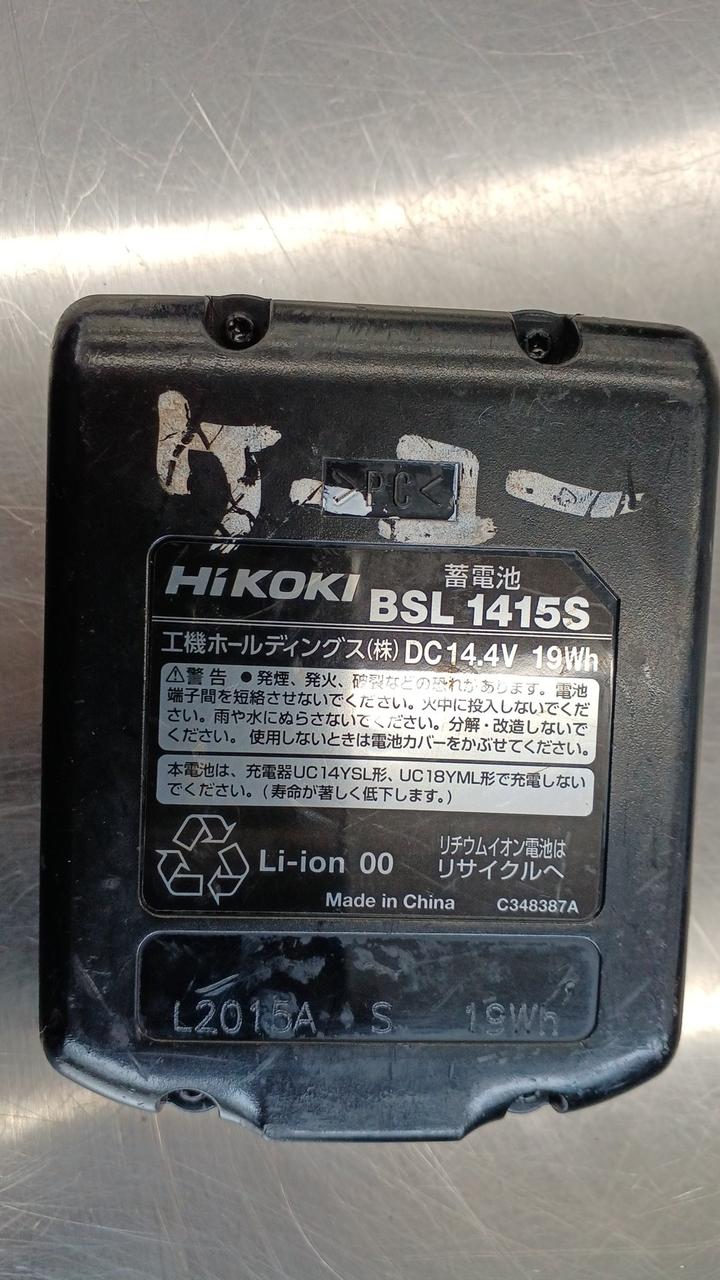 ケーユー
>PC<
HiKOKI 蓄電池
BSL 1415S
工機ホールディングス(株) DC 14.4V 19Wh
⚠警告 ●発煙、発火、破裂などの恐れがあります。電池
端子間を短絡させないでください。火中に投入しないでくだ
さい。雨や水にぬらさないでください。分解・改造しないで
ください。使用しないときは電池カバーをかぶせてください。
本電池は、充電器UC14YSL形、UC18YML形で充電しない
でください。(寿命が著しく低下します。)
リチウムイオン電池は
Li-ion 00 リサイクルへ
Made in China C348387A
L2015A S 19Wh